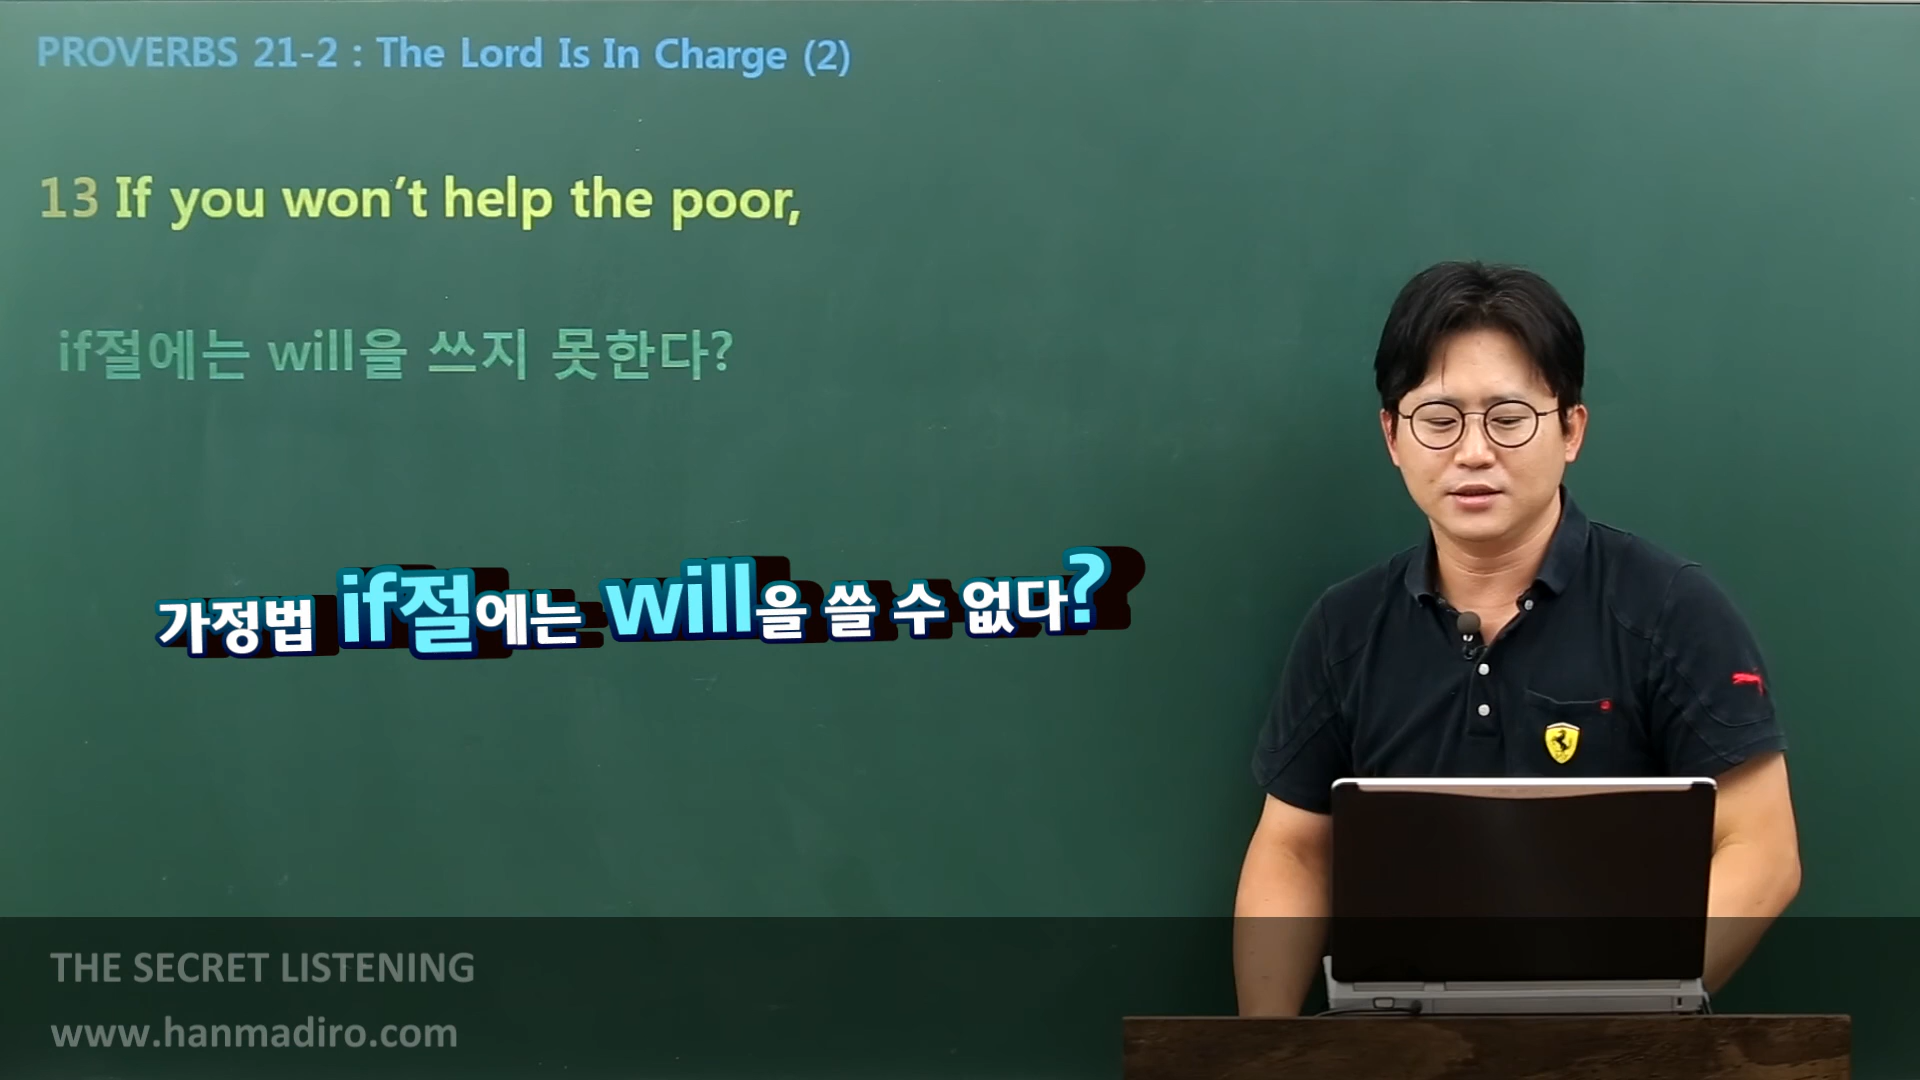 PROVERBS 21-2 : The Lord Is In Charge (2)
13 If you won't help the poor,
if절에는 will을 쓰지 못한다?
가정법 if절에는 will을 쓸 수 없다?
THE SECRET LISTENING
www.hanmadiro.com